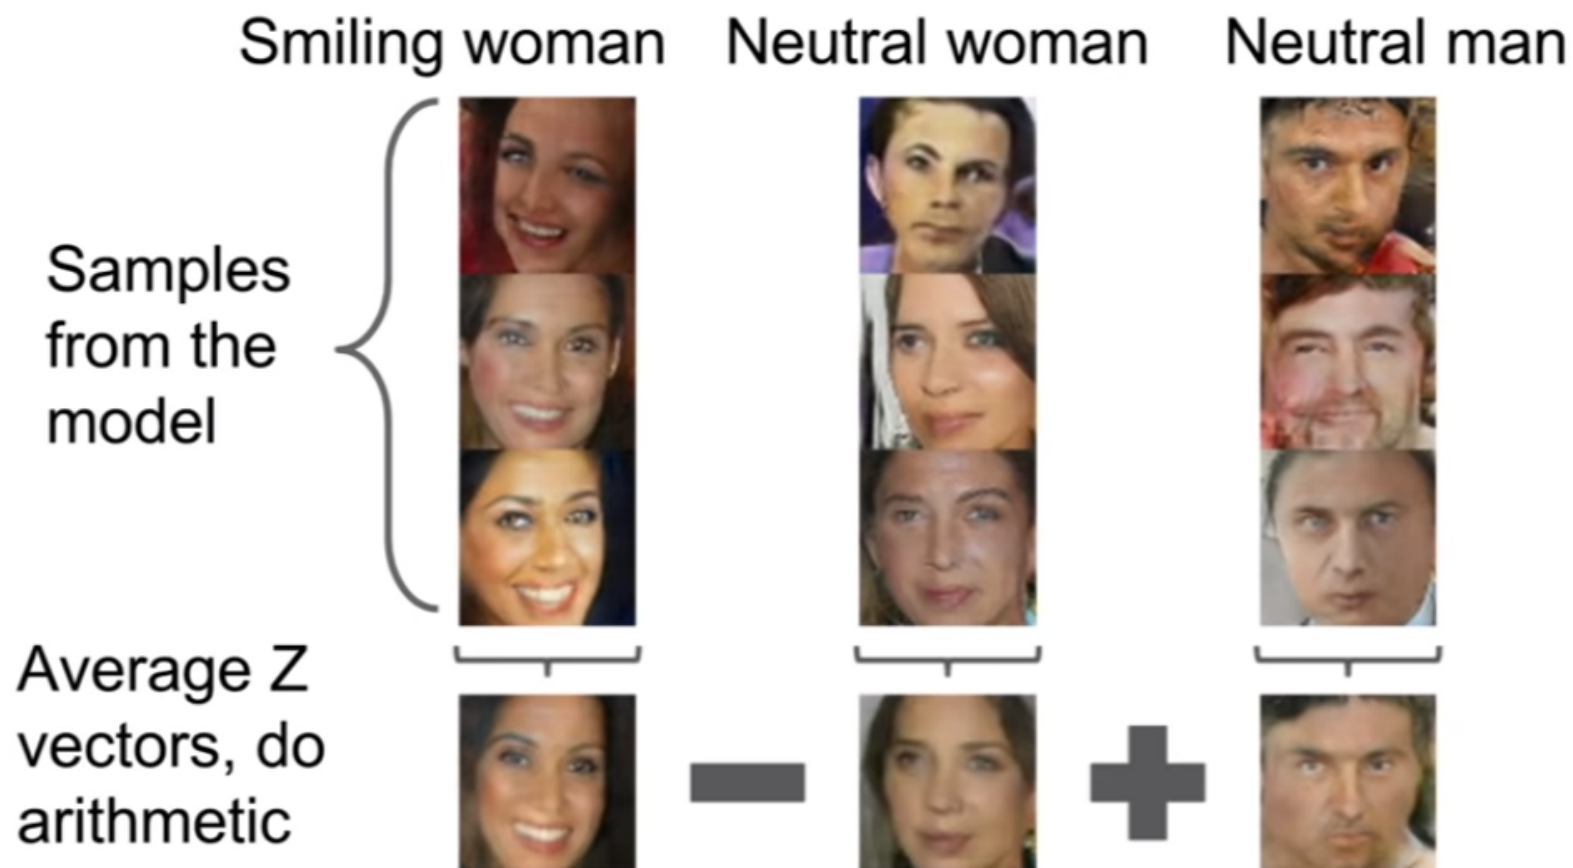 Smiling woman Neutral woman Neutral man
Samples
from the
model
Average Z
vectors, do
arithmetic